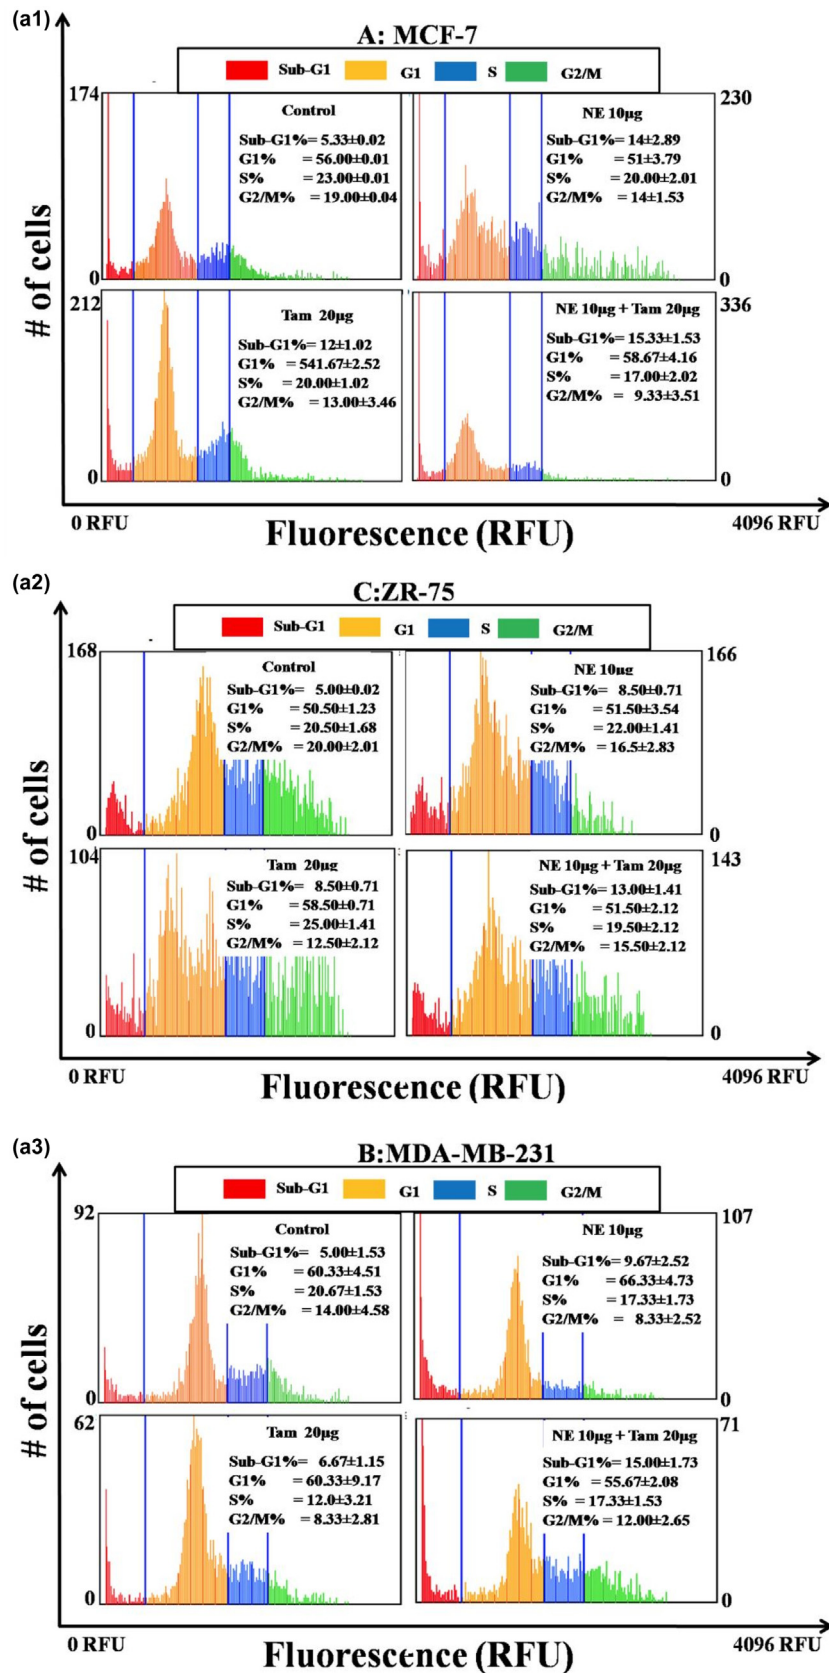 (a1)
A: MCF-7
Sub-G1 G1 S G2/M
174
Control
Sub-G1%= 5.33±0.02
G1% = 56.00±0.01
S% = 23.00±0.01
G2/M% = 19.00±0.04
0
230
NE 10µg
Sub-G1%= 14±2.89
G1% = 51±3.79
S% = 20.00±2.01
G2/M% = 14±1.53
0
212
Tam 20µg
Sub-G1%= 12±1.02
G1% = 541.67±2.52
S% = 20.00±1.02
G2/M% = 13.00±3.46
0
336
NE 10µg + Tam 20µg
Sub-G1%= 15.33±1.53
G1% = 58.67±4.16
S% = 17.00±2.02
G2/M% = 9.33±3.51
0
# of cells
0 RFU
Fluorescence (RFU)
4096 RFU
(a2)
C:ZR-75
Sub-G1 G1 S G2/M
168
Control
Sub-G1%= 5.00±0.02
G1% = 50.50±1.23
S% = 20.50±1.68
G2/M% = 20.00±2.01
0
166
NE 10µg
Sub-G1%= 8.50±0.71
G1% = 51.50±3.54
S% = 22.00±1.41
G2/M% = 16.5±2.83
0
104
Tam 20µg
Sub-G1%= 8.50±0.71
G1% = 58.50±0.71
S% = 25.00±1.41
G2/M% = 12.50±2.12
0
143
NE 10µg + Tam 20µg
Sub-G1%= 13.00±1.41
G1% = 51.50±2.12
S% = 19.50±2.12
G2/M% = 15.50±2.12
0
# of cells
0 RFU
Fluorescence (RFU)
4096 RFU
(a3)
B:MDA-MB-231
Sub-G1 G1 S G2/M
92
Control
Sub-G1%= 5.00±1.53
G1% = 60.33±4.51
S% = 20.67±1.53
G2/M% = 14.00±4.58
0
107
NE 10µg
Sub-G1%= 9.67±2.52
G1% = 66.33±4.73
S% = 17.33±1.73
G2/M% = 8.33±2.52
0
62
Tam 20µg
Sub-G1%= 6.67±1.15
G1% = 60.33±9.17
S% = 12.0±3.21
G2/M% = 8.33±2.81
0
71
NE 10µg + Tam 20µg
Sub-G1%= 15.00±1.73
G1% = 55.67±2.08
S% = 17.33±1.53
G2/M% = 12.00±2.65
0
# of cells
0 RFU
Fluorescence (RFU)
4096 RFU